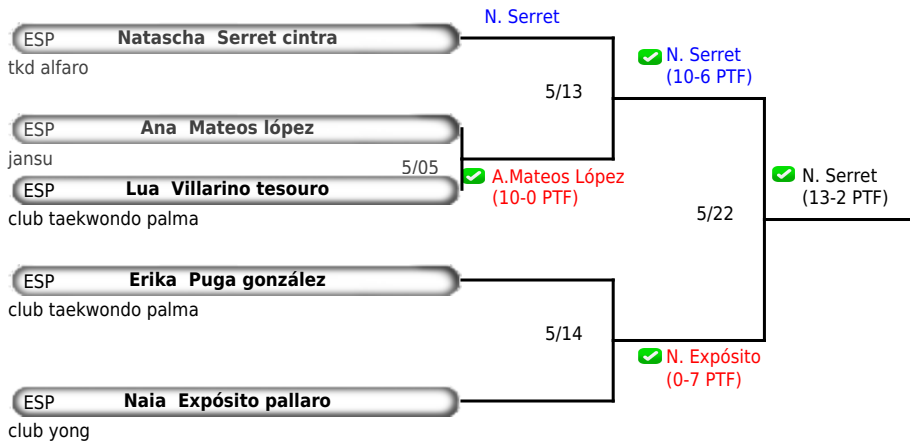 N. Serret
ESP Natascha Serret cintra
tkd alfaro
N. Serret
(10-6 PTF)
5/13
ESP Ana Mateos lópez
jansu
5/05
A.Mateos López
(10-0 PTF)
ESP Lua Villarino tesouro
club taekwondo palma
N. Serret
(13-2 PTF)
5/22
ESP Erika Puga gonzález
club taekwondo palma
5/14
N. Expósito
(0-7 PTF)
ESP Naia Expósito pallaro
club yong